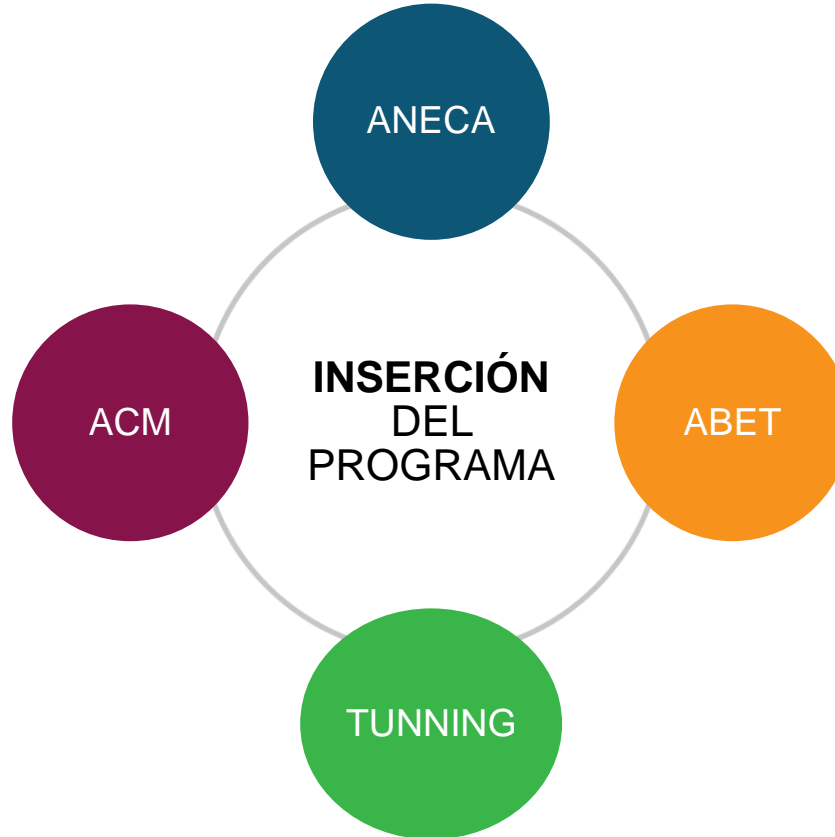 ANECA
INSERCIÓN
DEL
PROGRAMA
ACM
ABET
TUNNING